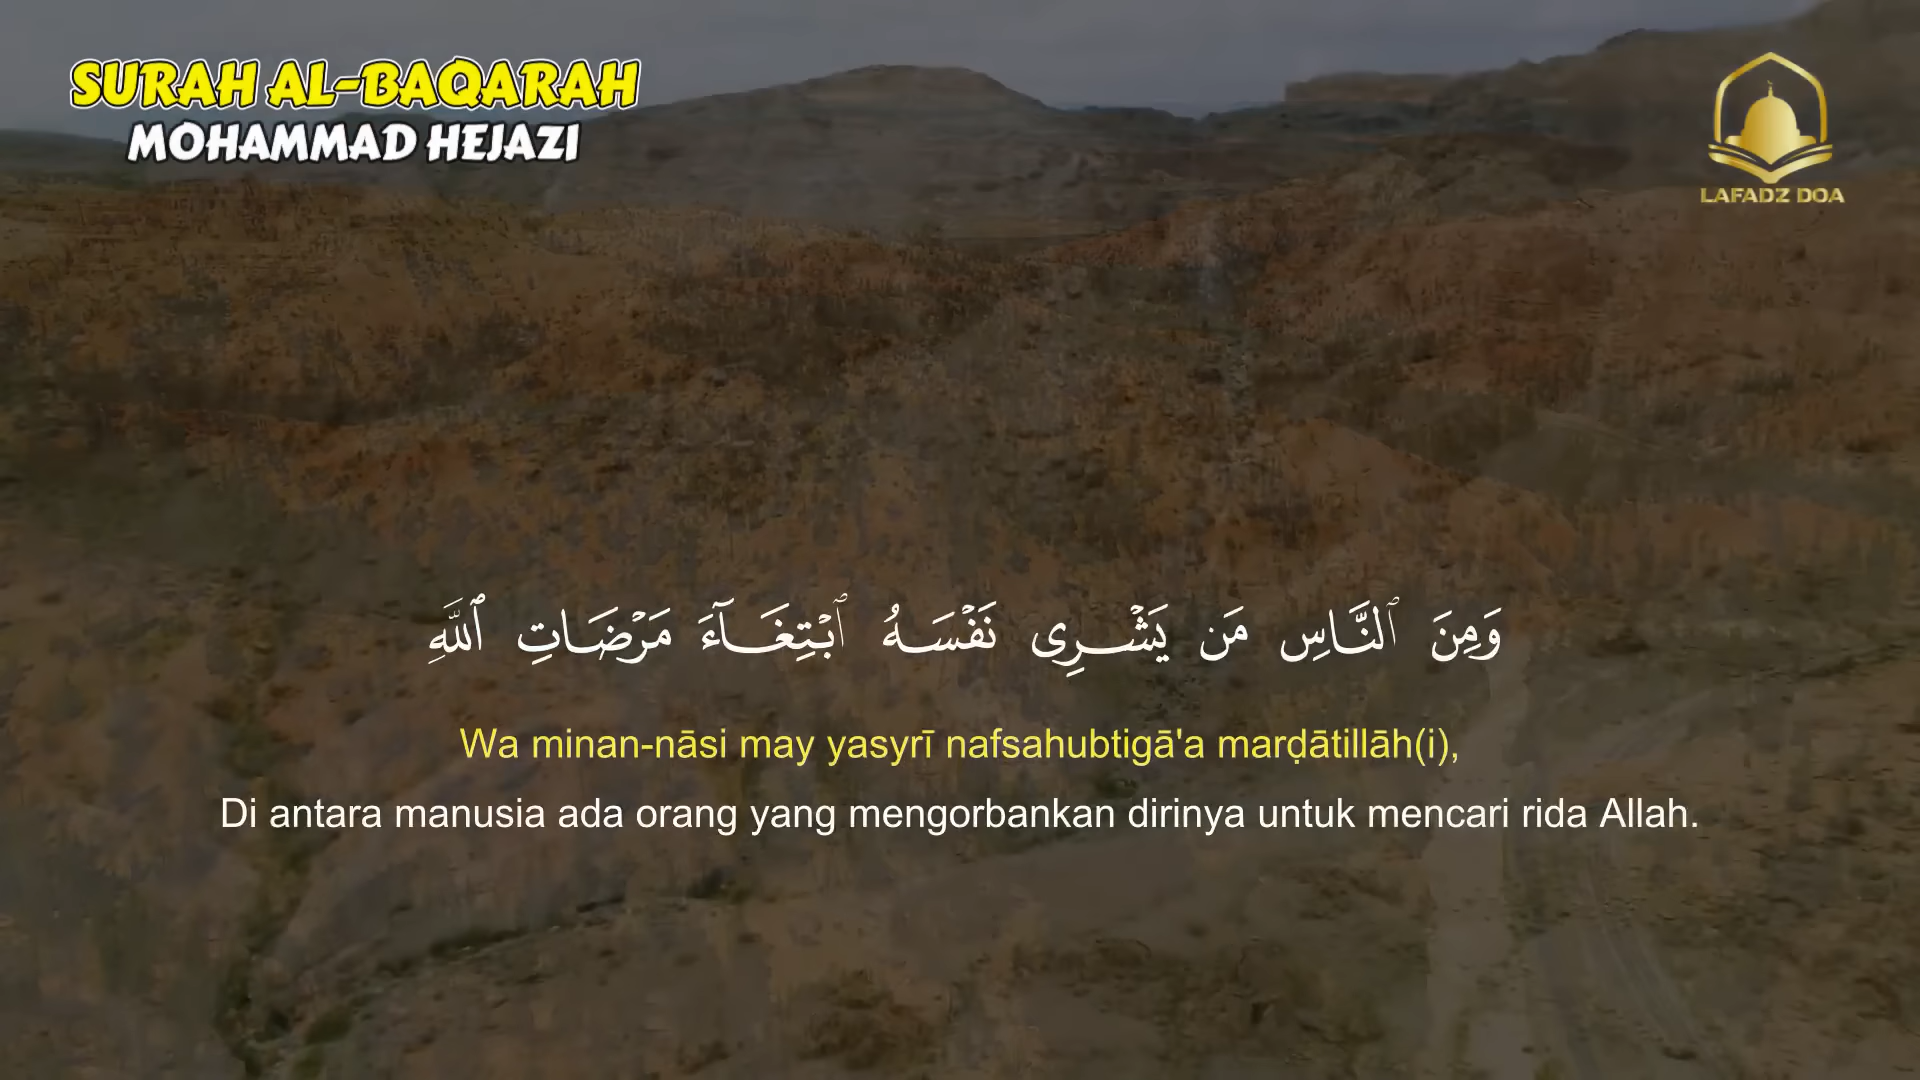 SURAH AL-BAQARAH
MOHAMMAD HEJAZI
LAFADZ DOA
وَمِنَ ٱلنَّاسِ مَن يَشْرِى نَفْسَهُ ٱبْتِغَآءَ مَرْضَاتِ ٱللَّهِ
Wa minan-nāsi may yasyrī nafsahubtigā'a marḍātillāh(i),
Di antara manusia ada orang yang mengorbankan dirinya untuk mencari rida Allah.